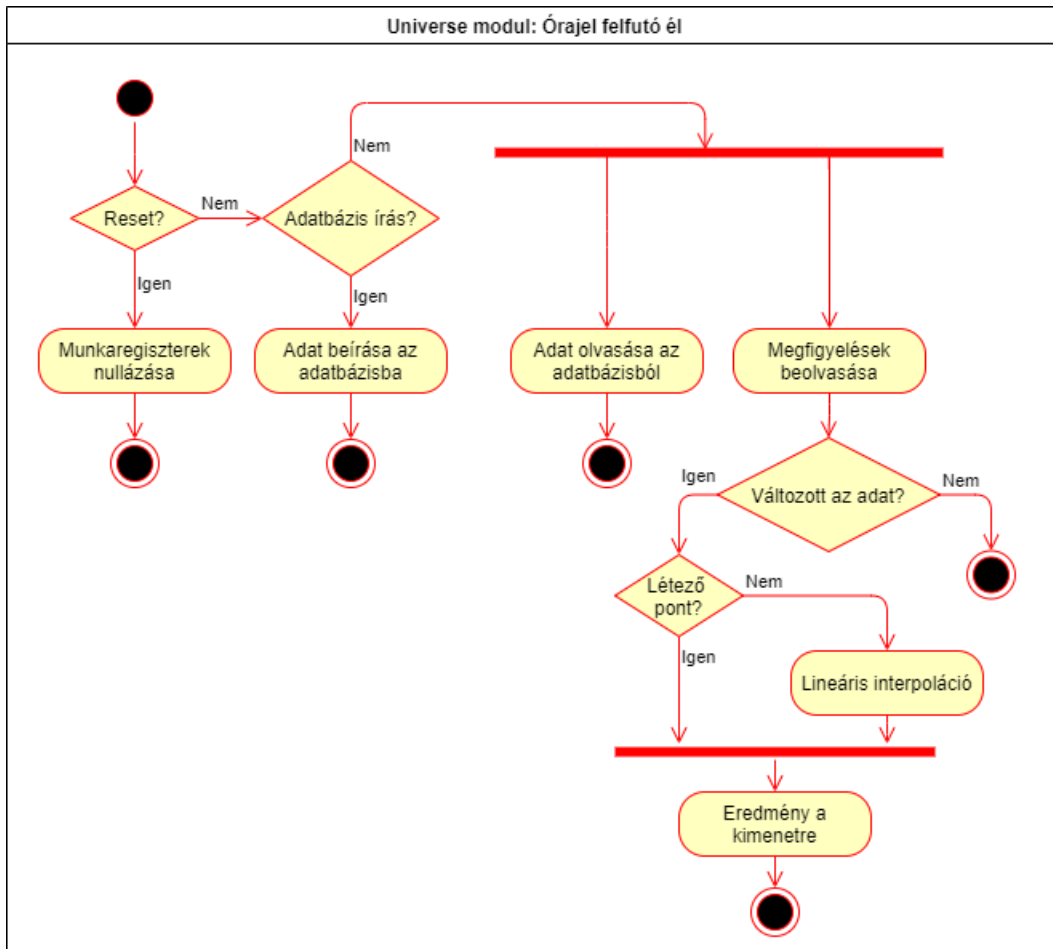 Universe modul: Órajel felfutó él
Nem
Reset?
Nem
Adatbázis írás?
Igen
Igen
Munkaregiszterek
nullázása
Adat beírása az
adatbázisba
Adat olvasása az
adatbázisból
Megfigyelések
beolvasása
Igen
Változott az adat?
Nem
Létező
pont?
Nem
Igen
Lineáris interpoláció
Eredmény a
kimenetre